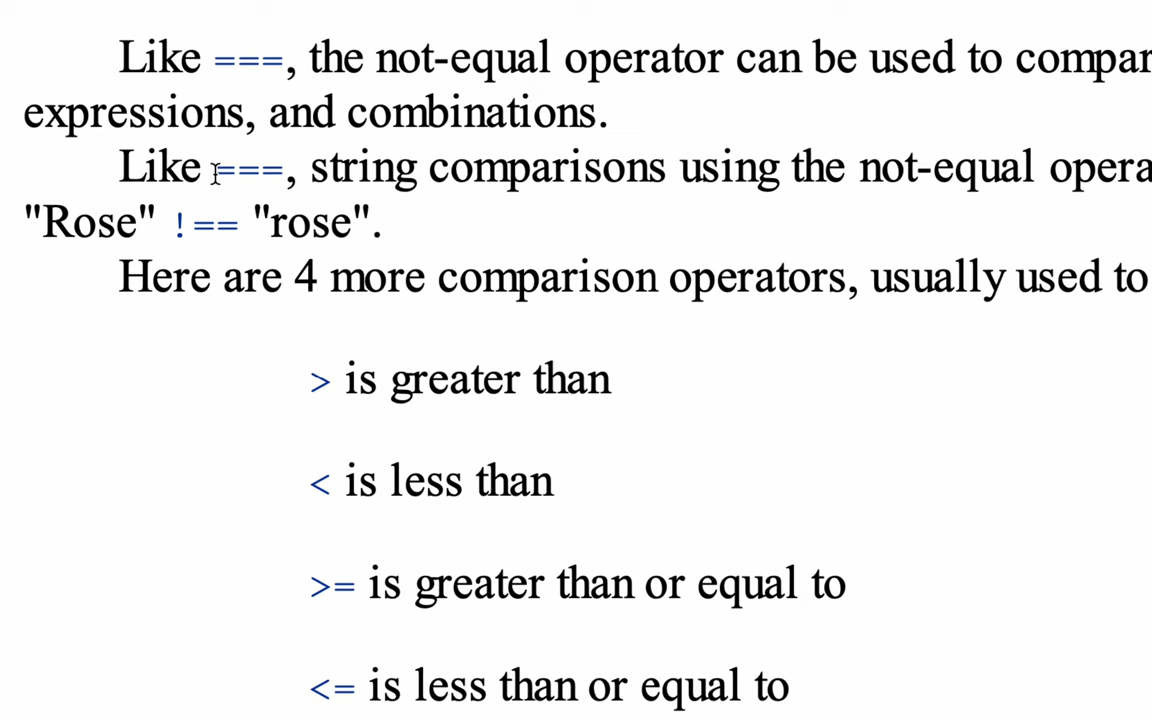 Like ===, the not-equal operator can be used to compar
expressions, and combinations.
Like ===, string comparisons using the not-equal opera
"Rose" !== "rose".
Here are 4 more comparison operators, usually used to
> is greater than
< is less than
>= is greater than or equal to
<= is less than or equal to